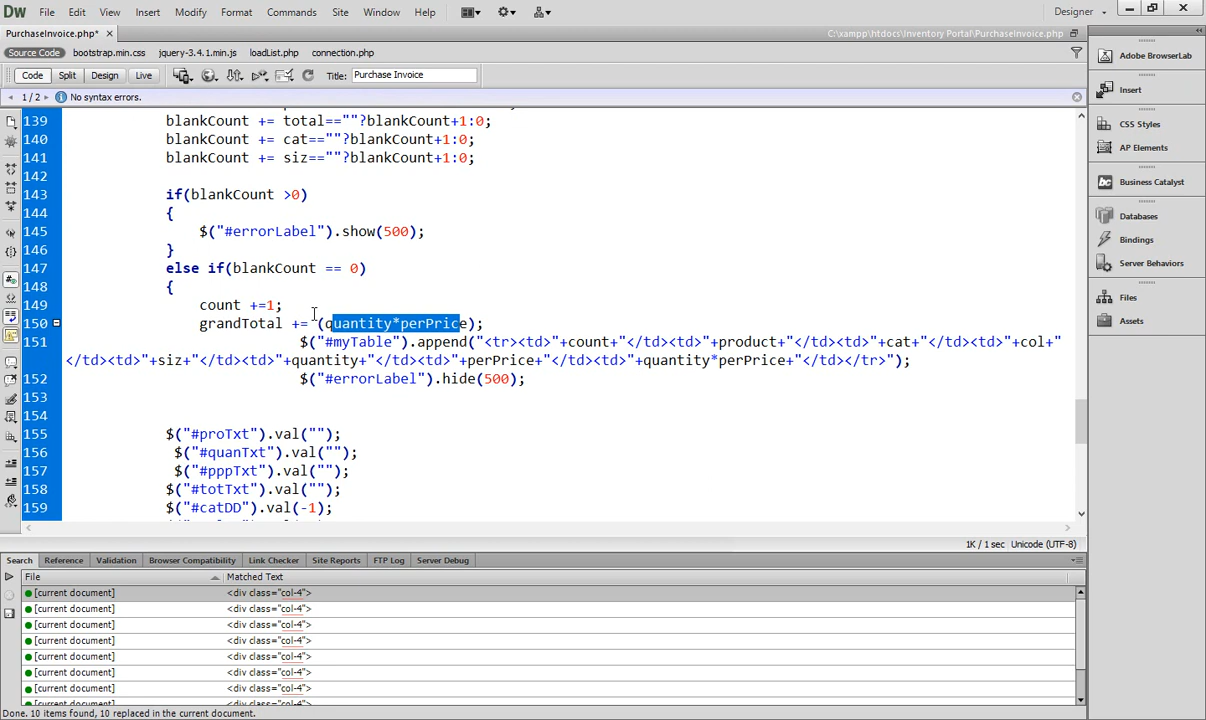 Dw File Edit View Insert Modify Format Commands Site Window Help Designer
PurchaseInvoice.php* × C:\xampp\htdocs\Inventory Portal\PurchaseInvoice.php
Source Code bootstrap.min.css jquery-3.4.1.min.js loadList.php connection.php
Code Split Design Live Title: Purchase Invoice
1 / 2 No syntax errors.
139 blankCount += total==""?blankCount+1:0;
140 blankCount += cat==""?blankCount+1:0;
141 blankCount += siz==""?blankCount+1:0;
142
143 if(blankCount >0)
144 {
145 $("#errorLabel").show(500);
146 }
147 else if(blankCount == 0)
148 {
149 count +=1;
150 grandTotal += (quantity*perPrice);
151 $("#myTable").append("<tr><td>"+count+"</td><td>"+product+"</td><td>"+cat+"</td><td>"+col+"
</td><td>"+siz+"</td><td>"+quantity+"</td><td>"+perPrice+"</td><td>"+quantity*perPrice+"</td></tr>");
152 $("#errorLabel").hide(500);
153
154
155 $("#proTxt").val("");
156 $("#quanTxt").val("");
157 $("#pppTxt").val("");
158 $("#totTxt").val("");
159 $("#catDD").val(-1);
1K / 1 sec Unicode (UTF-8)
Search Reference Validation Browser Compatibility Link Checker Site Reports FTP Log Server Debug
File Matched Text
[current document] <div class="col-4">
[current document] <div class="col-4">
[current document] <div class="col-4">
[current document] <div class="col-4">
[current document] <div class="col-4">
[current document] <div class="col-4">
[current document] <div class="col-4">
[current document] <div class="col-4">
Done. 10 items found, 10 replaced in the current document.
Adobe BrowserLab
Insert
CSS Styles
AP Elements
Business Catalyst
Databases
Bindings
Server Behaviors
Files
Assets